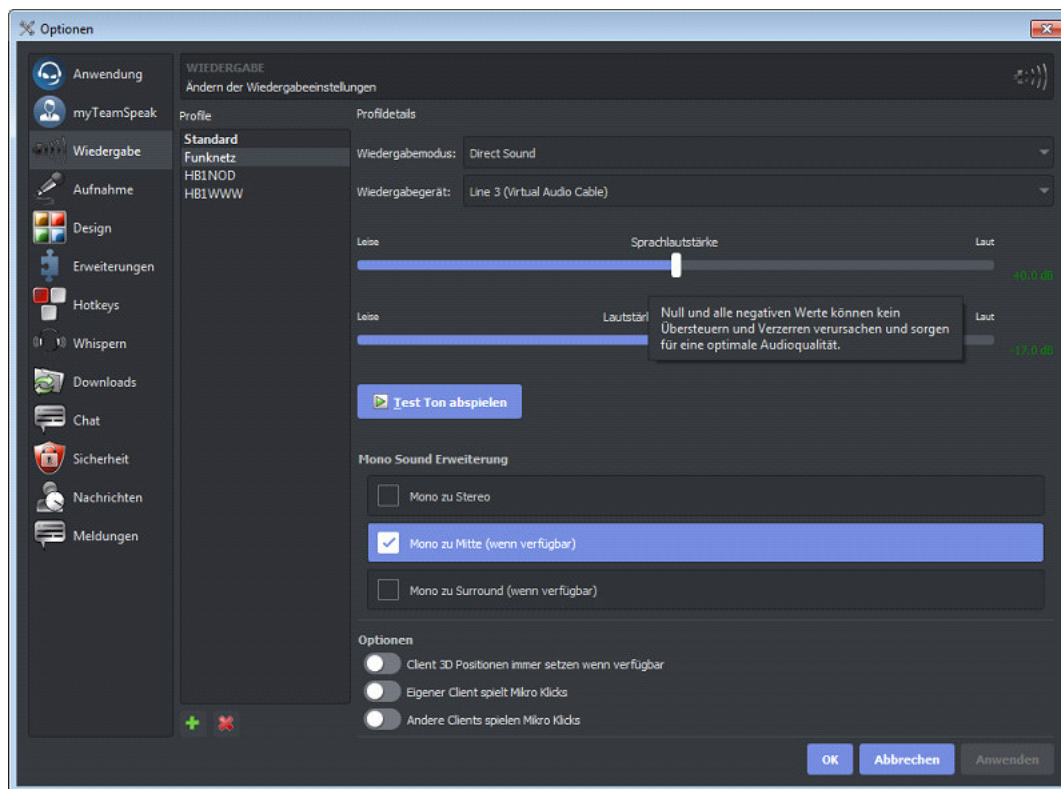 Optionen
Anwendung
myTeamSpeak
Wiedergabe
Aufnahme
Design
Erweiterungen
Hotkeys
Whispern
Downloads
Chat
Sicherheit
Nachrichten
Meldungen
WIEDERGABE
Ändern der Wiedergabeeinstellungen
Profile
Standard
Funknetz
HB1NOD
HB1WWW
Profildetails
Wiedergabemodus: Direct Sound
Wiedergabegerät: Line 3 (Virtual Audio Cable)
Leise Sprachlautstärke Laut
+0.0 dB
Leise Laut
-17.0 dB
Null und alle negativen Werte können kein
Übersteuern und Verzerren verursachen und sorgen
für eine optimale Audioqualität.
Test Ton abspielen
Mono Sound Erweiterung
Mono zu Stereo
Mono zu Mitte (wenn verfügbar)
Mono zu Surround (wenn verfügbar)
Optionen
Client 3D Positionen immer setzen wenn verfügbar
Eigener Client spielt Mikro Klicks
Andere Clients spielen Mikro Klicks
OK Abbrechen Anwenden